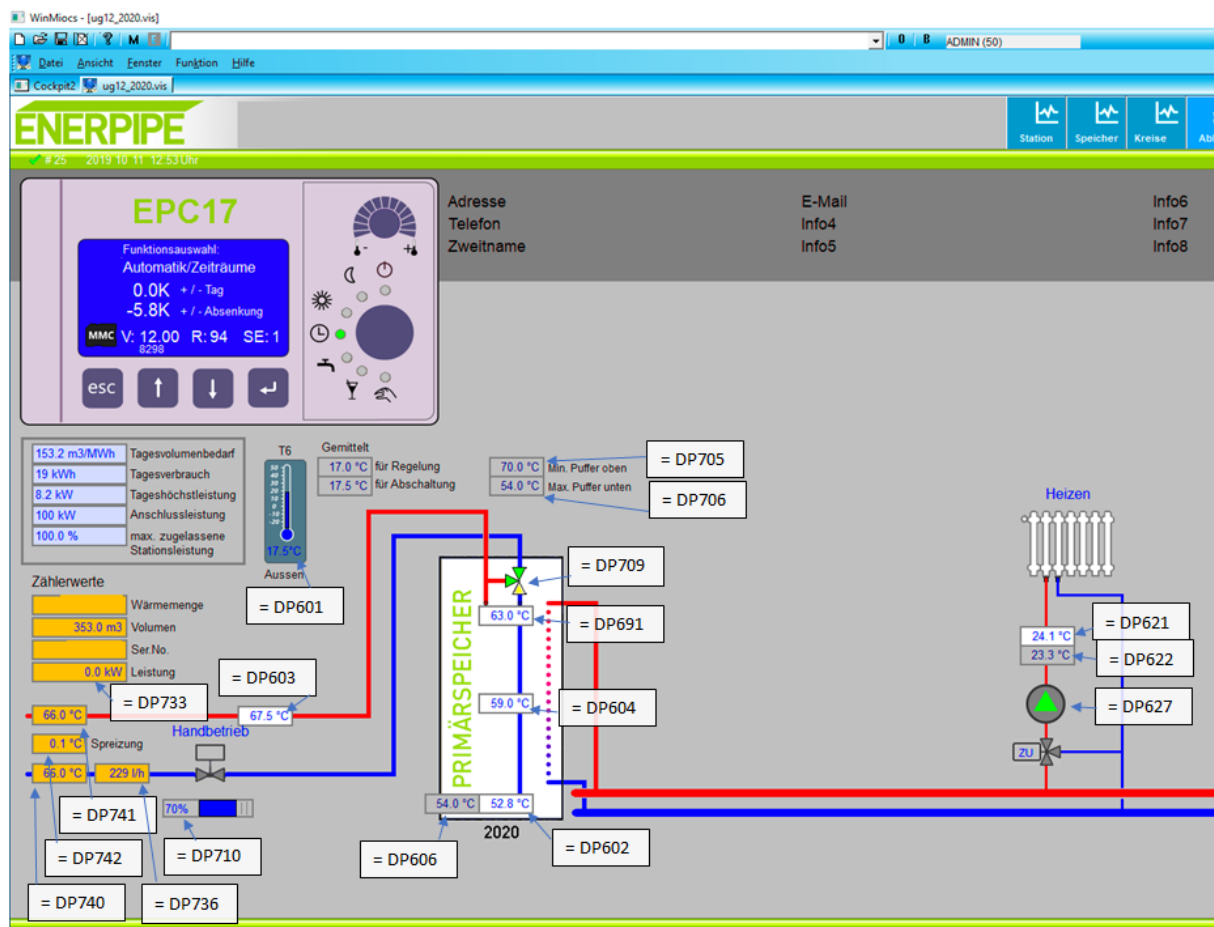 WinMiocs - [ug12_2020.vis]
M
0 B ADMIN (50)
Datei Ansicht Fenster Funktion Hilfe
Cockpit2 ug12_2020.vis
ENERPIPE
Station Speicher Kreise
# 25 2019 10 11 12:53 Uhr
EPC17
Funktionsauswahl:
Automatik/Zeiträume
0.0K + / - Tag
-5.8K + / - Absenkung
MMC V: 12.00 R: 94 SE: 1
8298
esc
- +
Adresse E-Mail Info6
Telefon Info4 Info7
Zweitname Info5 Info8
153.2 m3/MWh Tagesvolumenbedarf
19 kWh Tagesverbrauch
8.2 kW Tageshöchstleistung
100 kW Anschlussleistung
100.0 % max. zugelassene
Stationsleistung
T6
50
40
30
20
10
0
-10
-20
17.5°C
Aussen
= DP601
Gemittelt
17.0 °C für Regelung
17.5 °C für Abschaltung
70.0 °C Min. Puffer oben
54.0 °C Max. Puffer unten
= DP705
= DP706
Zählerwerte
Wärmemenge
353.0 m3 Volumen
Ser.No.
0.0 kW Leistung
= DP733
= DP603
66.0 °C
67.5 °C
0.1 °C Spreizung
Handbetrieb
66.0 °C 229 l/h
70%
= DP741
= DP742
= DP710
= DP740
= DP736
PRIMÄRSPEICHER
= DP709
63.0 °C
= DP691
59.0 °C
= DP604
54.0 °C 52.8 °C
2020
= DP606
= DP602
Heizen
24.1 °C
= DP621
23.3 °C
= DP622
= DP627
ZU